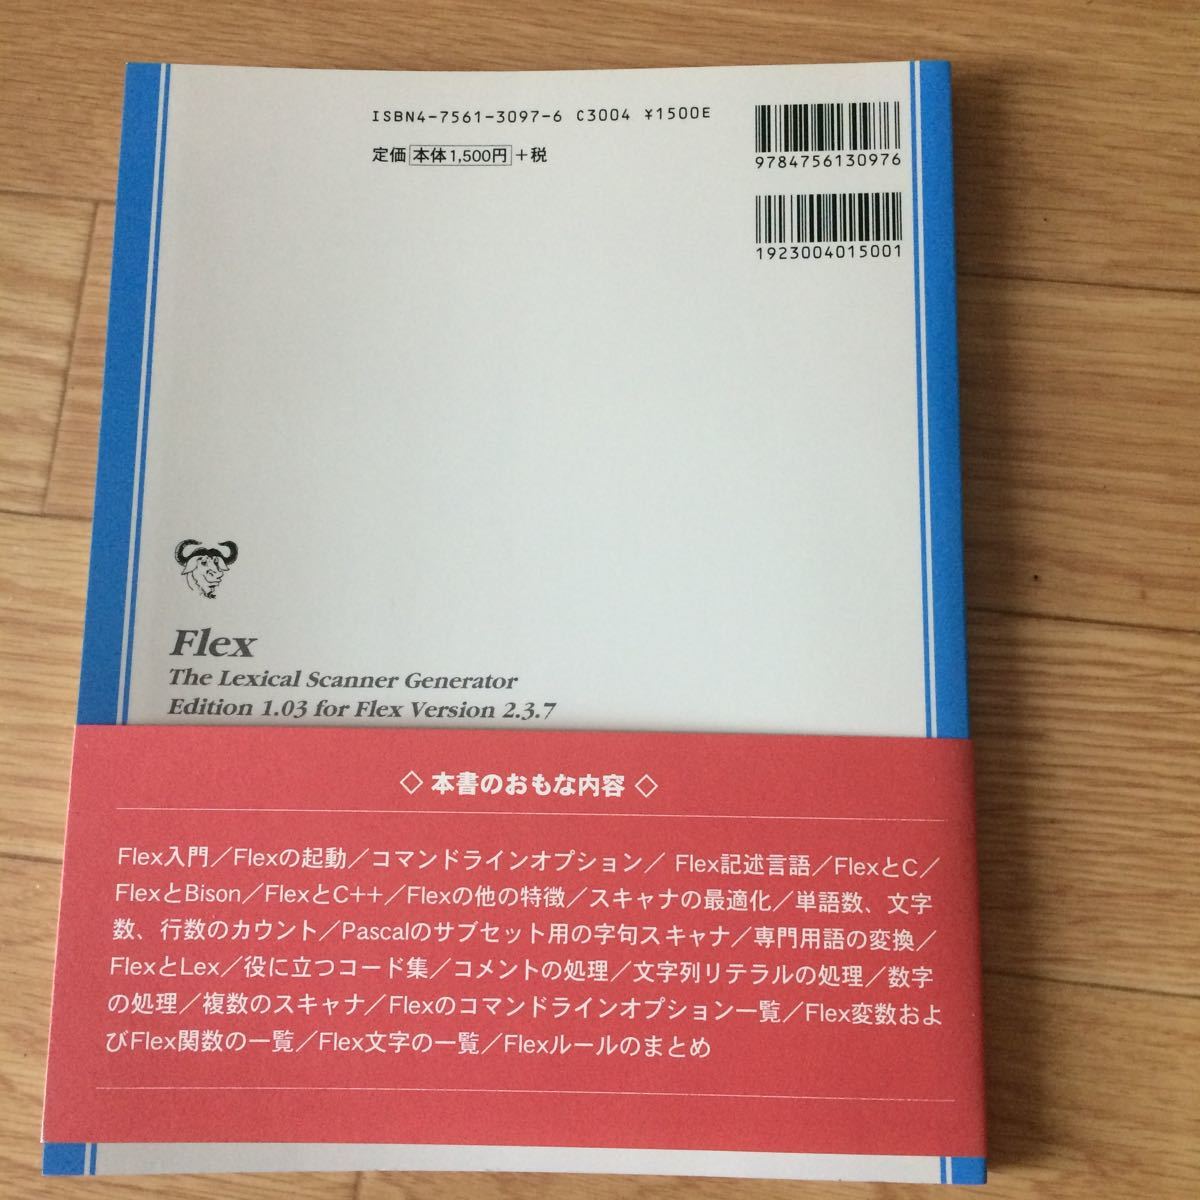 ISBN4-7561-3097-6 C3004 ¥1500E
定価 本体1,500円 +税
9784756130976
1923004015001
Flex
The Lexical Scanner Generator
Edition 1.03 for Flex Version 2.3.7
◇ 本書のおもな内容 ◇
Flex入門／Flexの起動／コマンドラインオプション／ Flex記述言語／FlexとC／
FlexとBison／FlexとC++／Flexの他の特徴／スキャナの最適化／単語数、文字
数、行数のカウント／Pascalのサブセット用の字句スキャナ／専門用語の変換／
FlexとLex／役に立つコード集／コメントの処理／文字列リテラルの処理／数字
の処理／複数のスキャナ／Flexのコマンドラインオプション一覧／Flex変数およ
びFlex関数の一覧／Flex文字の一覧／Flexルールのまとめ